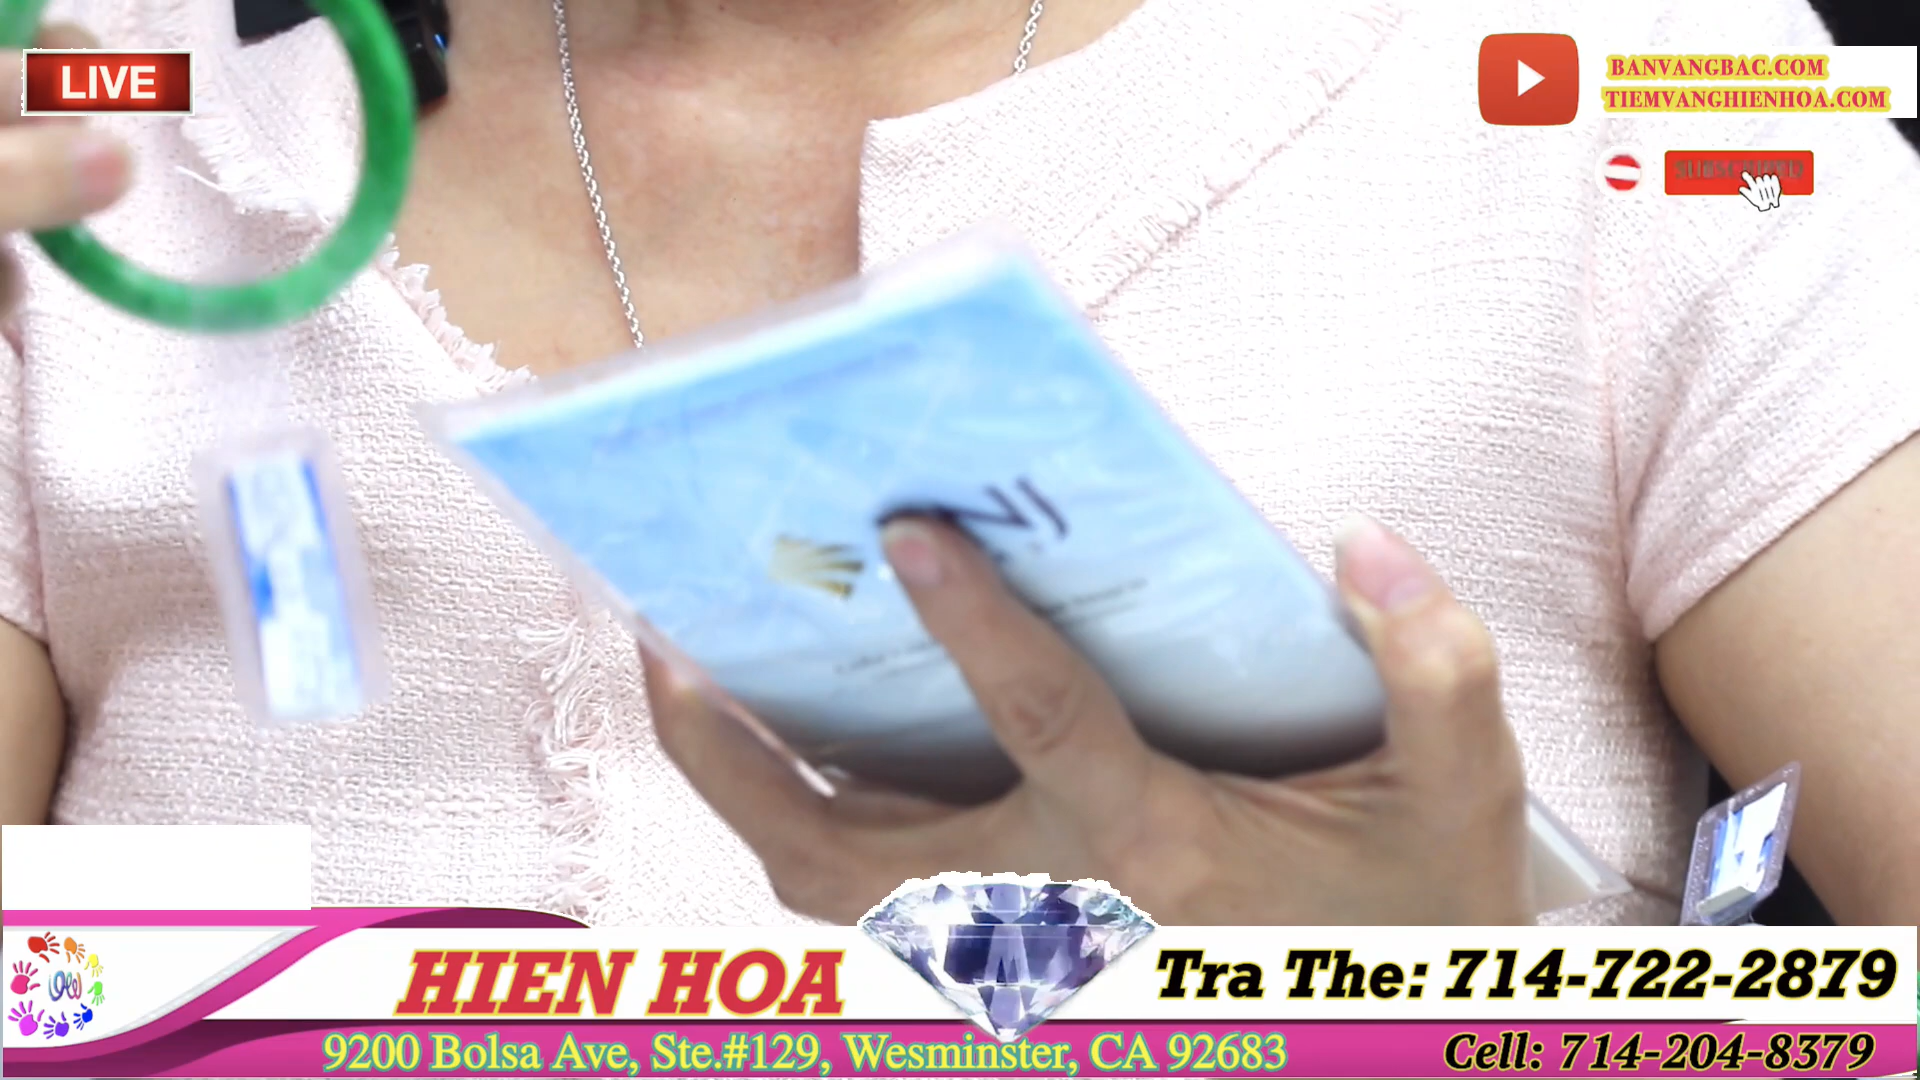 LIVE
BANVANGBAC.COM
TIEMVANGHIENHOA.COM
HIEN HOA
Tra The: 714-722-2879
9200 Bolsa Ave, Ste.#129, Wesminster, CA 92683
Cell: 714-204-8379